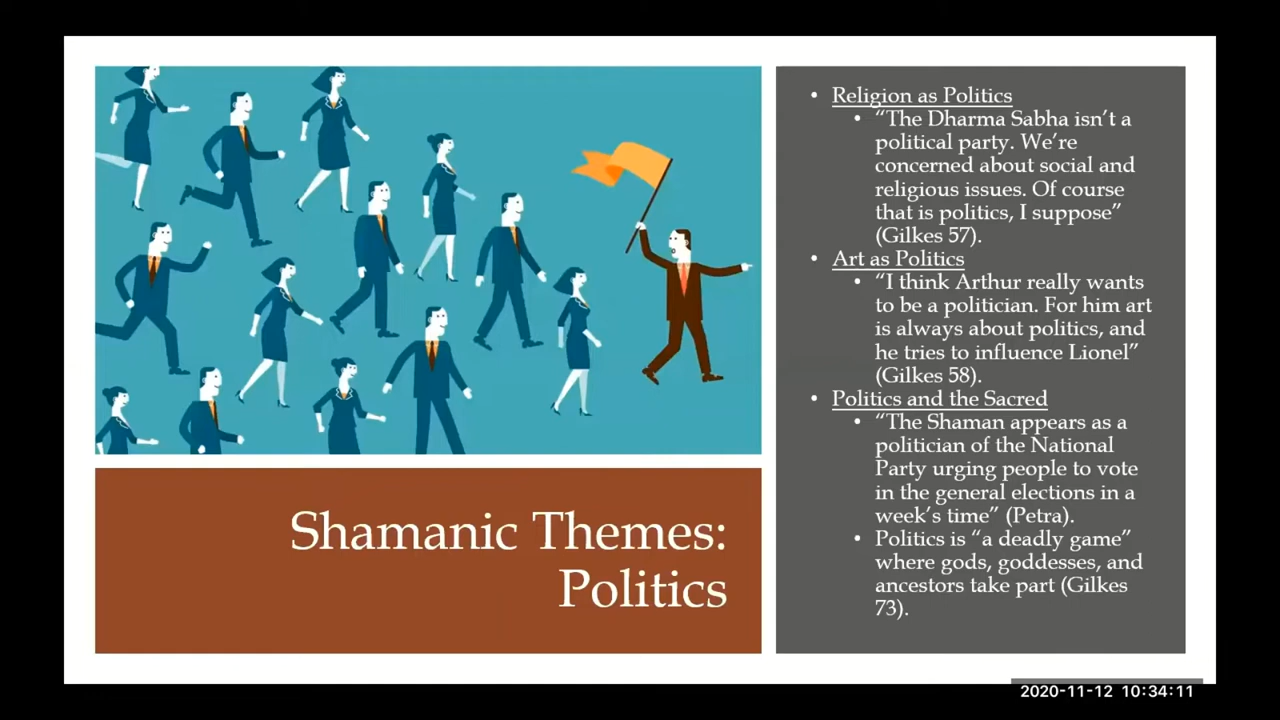 Religion as Politics
“The Dharma Sabha isn’t a
political party. We’re
concerned about social and
religious issues. Of course
that is politics, I suppose”
(Gilkes 57).
Art as Politics
“I think Arthur really wants
to be a politician. For him art
is always about politics, and
he tries to influence Lionel”
(Gilkes 58).
Politics and the Sacred
“The Shaman appears as a
politician of the National
Party urging people to vote
in the general elections in a
week’s time” (Petra).
Politics is “a deadly game”
where gods, goddesses, and
ancestors take part (Gilkes
73).
Shamanic Themes:
Politics
2020-11-12 10:34:11